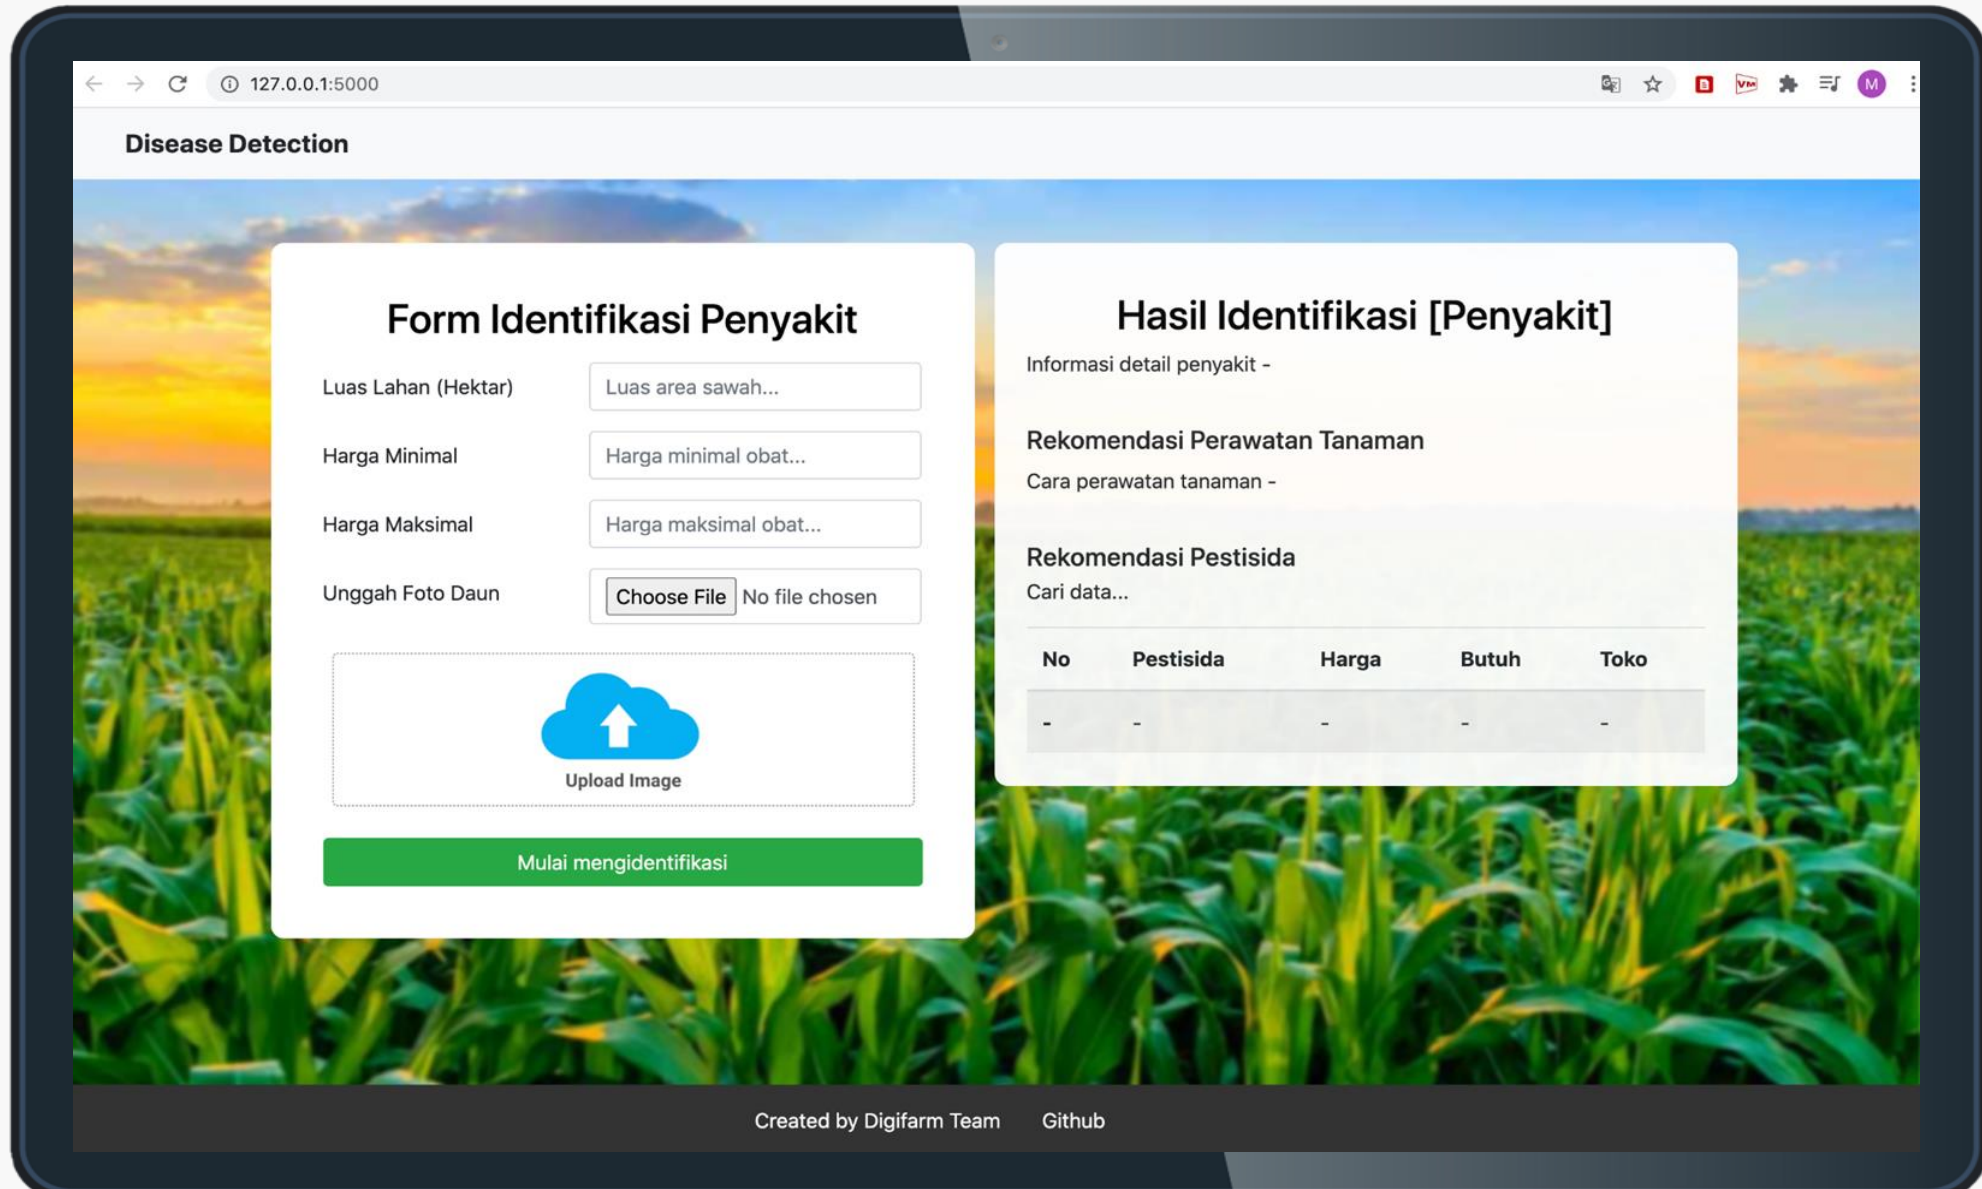 127.0.0.1:5000
VM
M
Disease Detection
Form Identifikasi Penyakit
Luas Lahan (Hektar) Luas area sawah...
Harga Minimal Harga minimal obat...
Harga Maksimal Harga maksimal obat...
Unggah Foto Daun Choose File No file chosen
Upload Image
Mulai mengidentifikasi
Hasil Identifikasi [Penyakit]
Informasi detail penyakit -
Rekomendasi Perawatan Tanaman
Cara perawatan tanaman -
Rekomendasi Pestisida
Cari data...
No Pestisida Harga Butuh Toko
- - - - -
Created by Digifarm Team Github